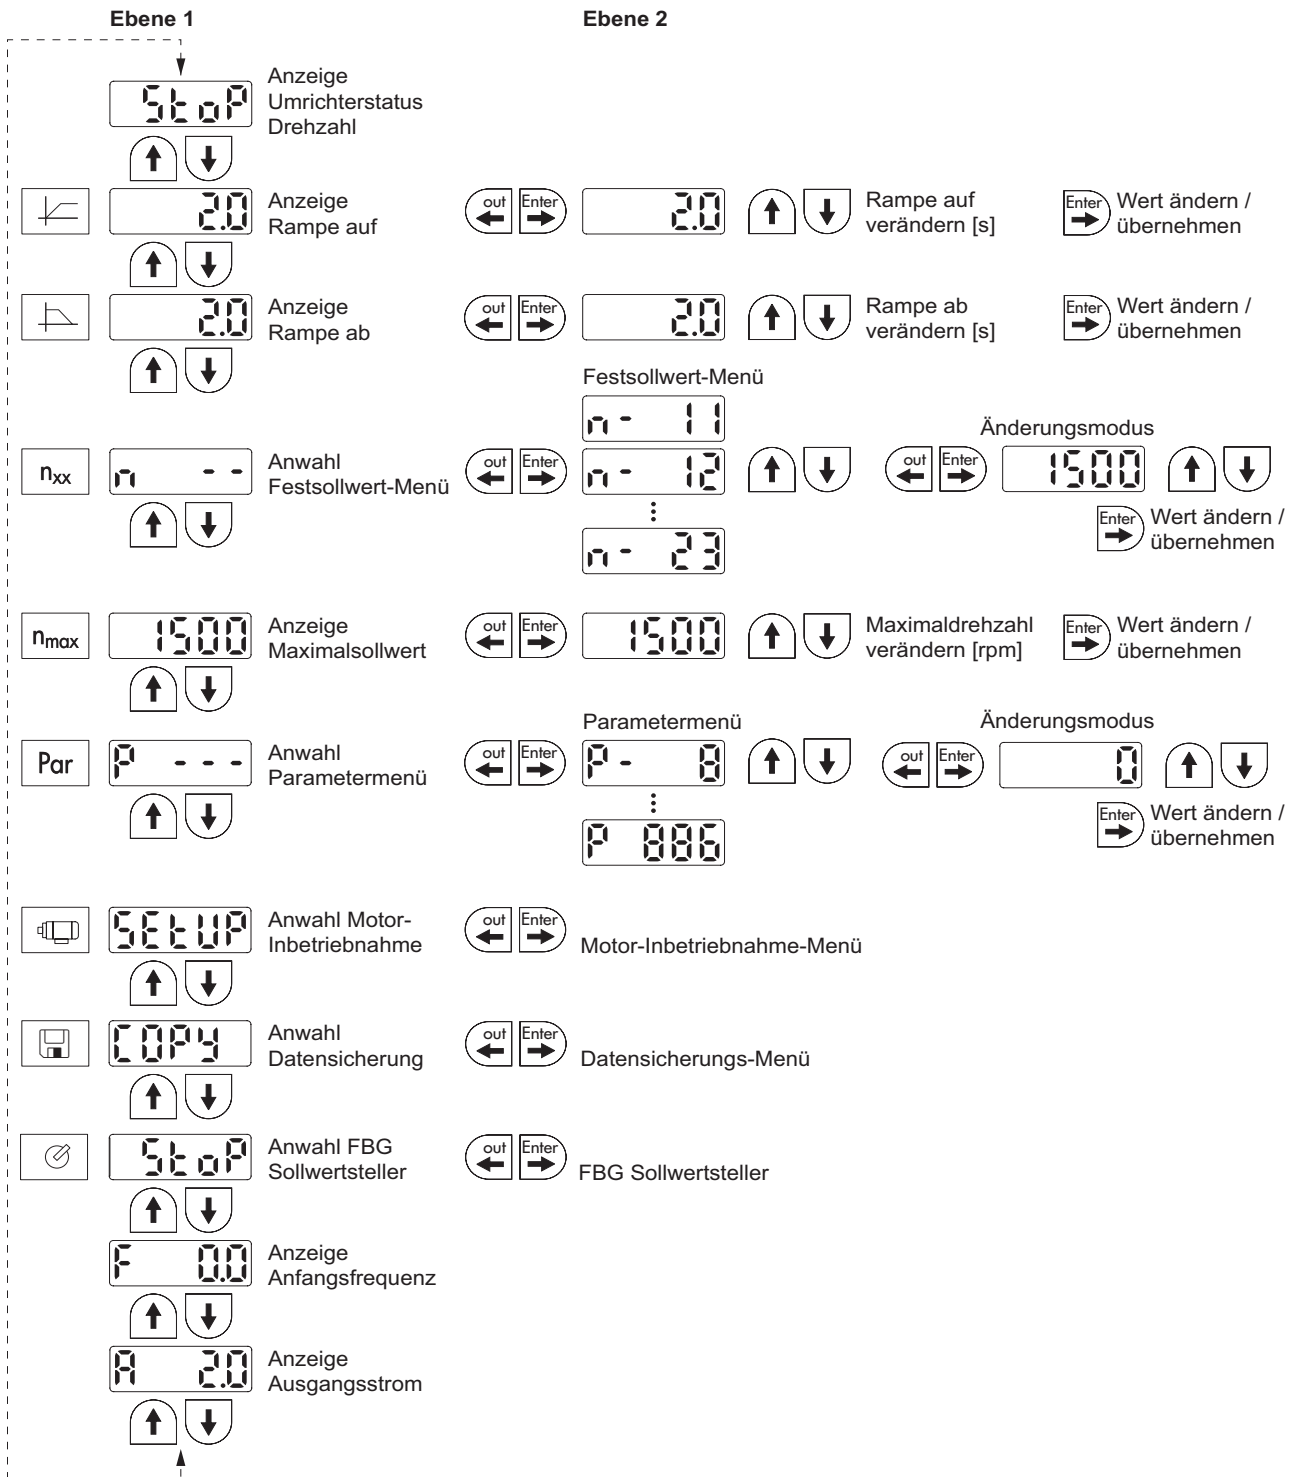 Ebene 1
Ebene 2
StoP
Anzeige
Umrichterstatus
Drehzahl
2.0
Anzeige
Rampe auf
out
Enter
2.0
Rampe auf
verändern [s]
Enter
Wert ändern /
übernehmen
2.0
Anzeige
Rampe ab
out
Enter
2.0
Rampe ab
verändern [s]
Enter
Wert ändern /
übernehmen
Festsollwert-Menü
n- 11
Änderungsmodus
nxx
n --
Anwahl
Festsollwert-Menü
out
Enter
n- 12
out
Enter
1500
n- 23
Enter
Wert ändern /
übernehmen
nmax
1500
Anzeige
Maximalsollwert
out
Enter
1500
Maximaldrehzahl
verändern [rpm]
Enter
Wert ändern /
übernehmen
Parametermenü
Änderungsmodus
Par
P ---
Anwahl
Parametermenü
out
Enter
P- 8
out
Enter
0
P 886
Enter
Wert ändern /
übernehmen
SEtUP
Anwahl Motor-
Inbetriebnahme
out
Enter
Motor-Inbetriebnahme-Menü
COPY
Anwahl
Datensicherung
out
Enter
Datensicherungs-Menü
StoP
Anwahl FBG
Sollwertsteller
out
Enter
FBG Sollwertsteller
F 0.0
Anzeige
Anfangsfrequenz
A 2.0
Anzeige
Ausgangsstrom